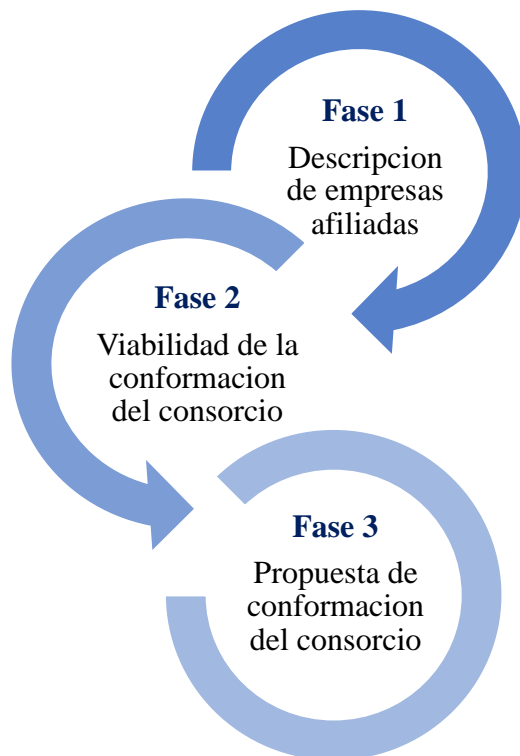 Fase 1
Descripcion
de empresas
afiliadas
Fase 2
Viabilidad de la
conformacion
del consorcio
Fase 3
Propuesta de
conformacion
del consorcio